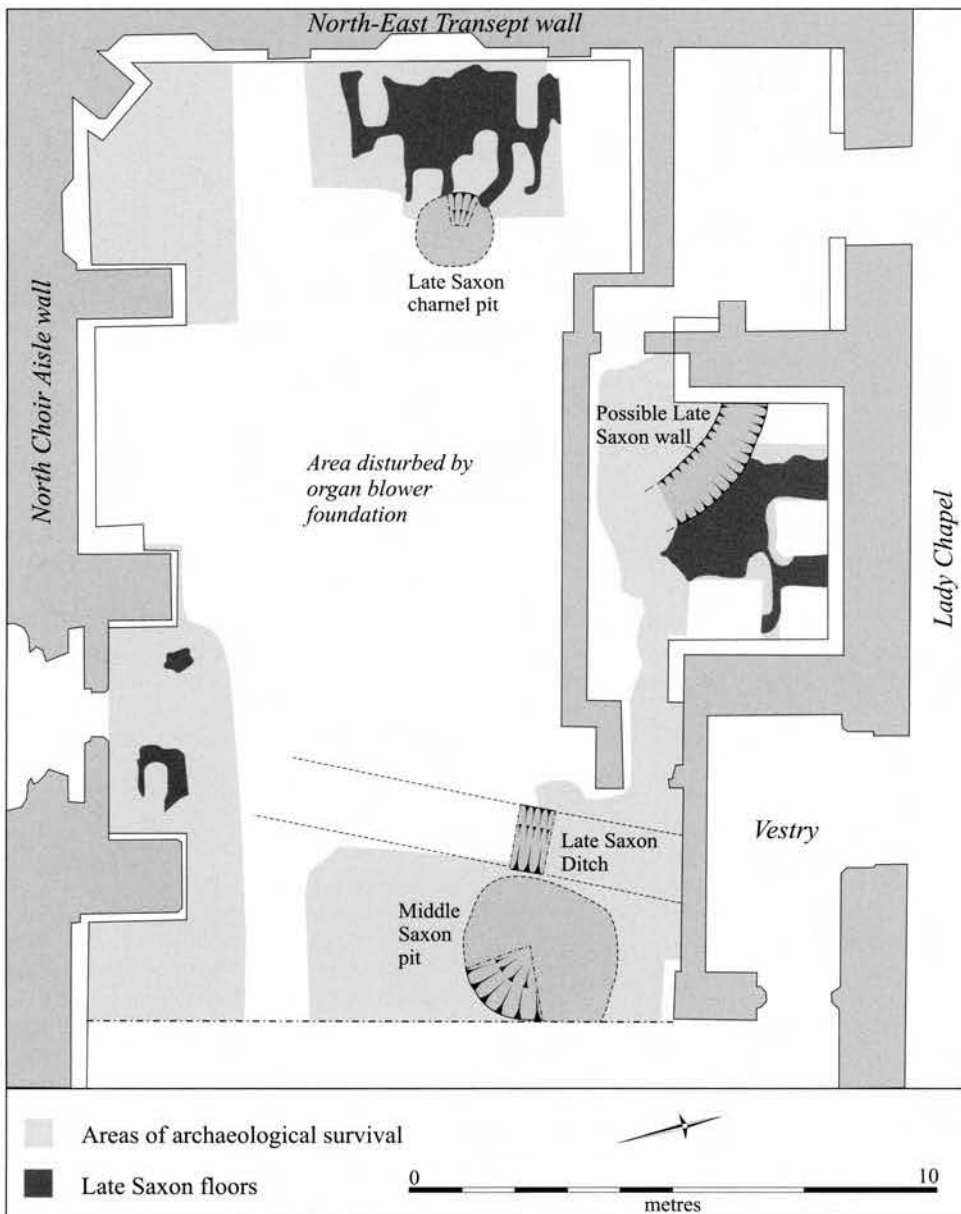 North-East Transept wall
North Choir Aisle wall
Late Saxon
charnel pit
Possible Late
Saxon wall
Area disturbed by
organ blower
foundation
Lady Chapel
Late Saxon
Ditch
Vestry
Middle
Saxon
pit
Areas of archaeological survival
Late Saxon floors
0
10
metres